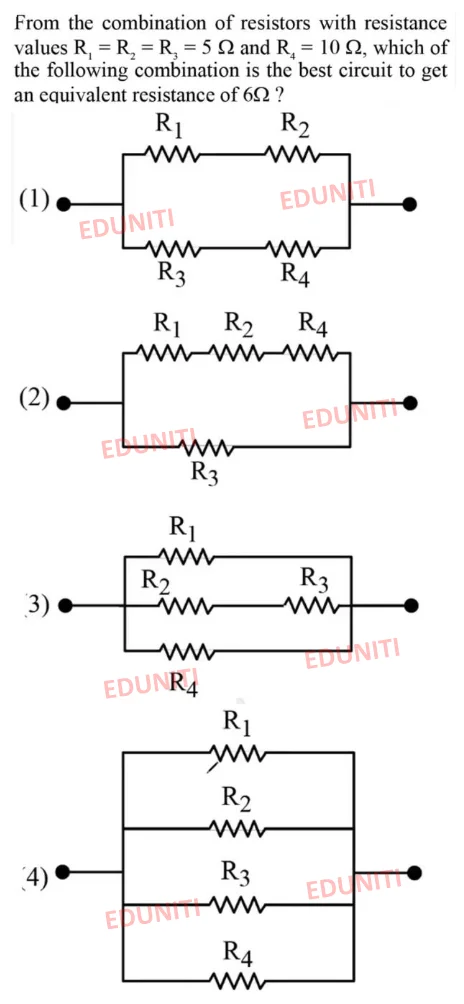 From the combination of resistors with resistance
values R₁ = R₂ = R₃ = 5 Ω and R₄ = 10 Ω, which of
the following combination is the best circuit to get
an equivalent resistance of 6Ω ?
R1 R2
(1)
EDUNITI EDUNITI
R3 R4
R1 R2 R4
(2)
EDUNITI EDUNITI
R3
R1
R2 R3
3)
EDUNITI EDUNITI
R4
R1
R2
(4)
R3
EDUNITI EDUNITI
R4